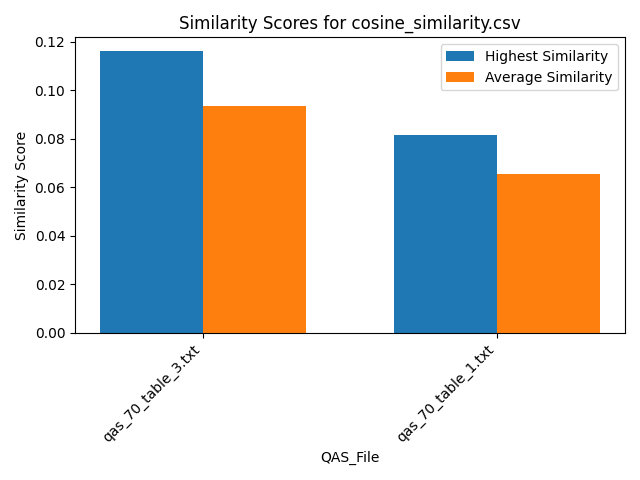 Similarity Scores for cosine_similarity.csv
Highest Similarity
Average Similarity
Similarity Score
0.12
0.10
0.08
0.06
0.04
0.02
0.00
qas_70_table_3.txt
qas_70_table_1.txt
QAS_File